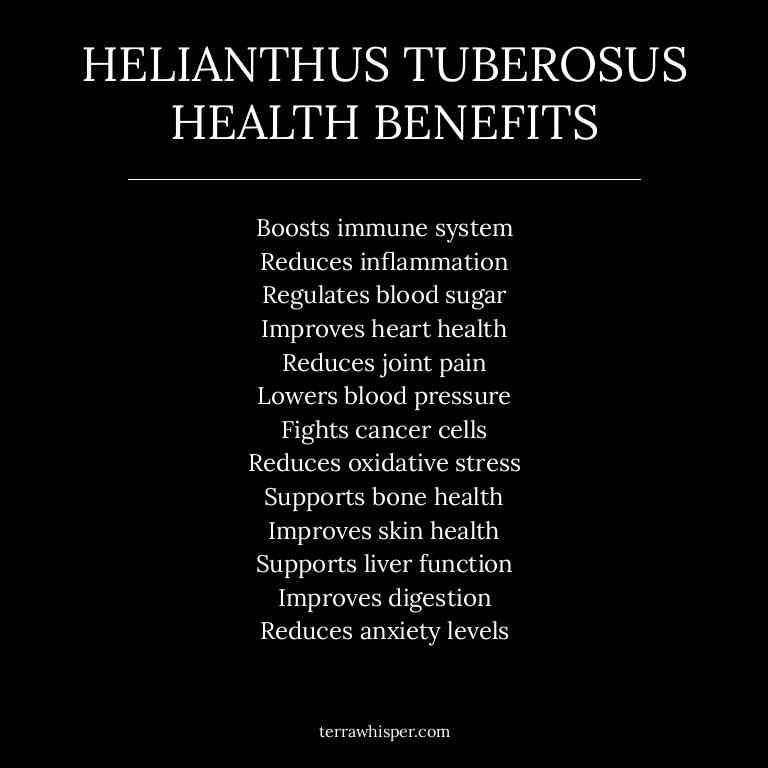 HELIANTHUS TUBEROSUS
HEALTH BENEFITS
Boosts immune system
Reduces inflammation
Regulates blood sugar
Improves heart health
Reduces joint pain
Lowers blood pressure
Fights cancer cells
Reduces oxidative stress
Supports bone health
Improves skin health
Supports liver function
Improves digestion
Reduces anxiety levels
terrawhisper.com